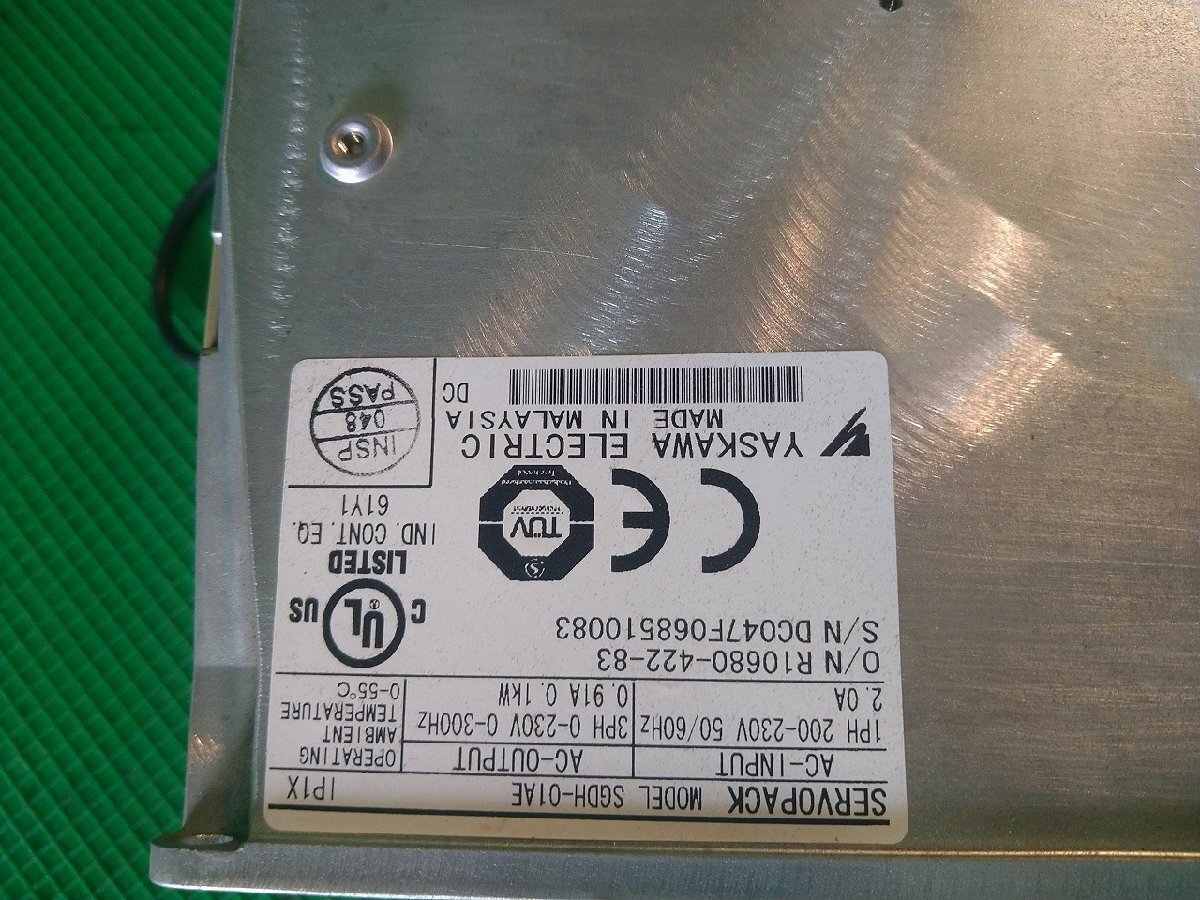 SERVOPACK MODEL SGDH-01AE IP1X
AC-INPUT
1PH 200-230V 50/60Hz
2.0A
AC-OUTPUT
3PH 0-230V 0-300Hz
0.91A 0.1kW
OPERATING
AMBIENT
TEMPERATURE
0-55°C
O/N R10680-422-83
S/N DC047F068510083
C UL US
LISTED
IND. CONT. EQ.
61Y1
CE
TÜV
S
YASKAWA ELECTRIC
MADE IN MALAYSIA
DC
INSP
048
PASS